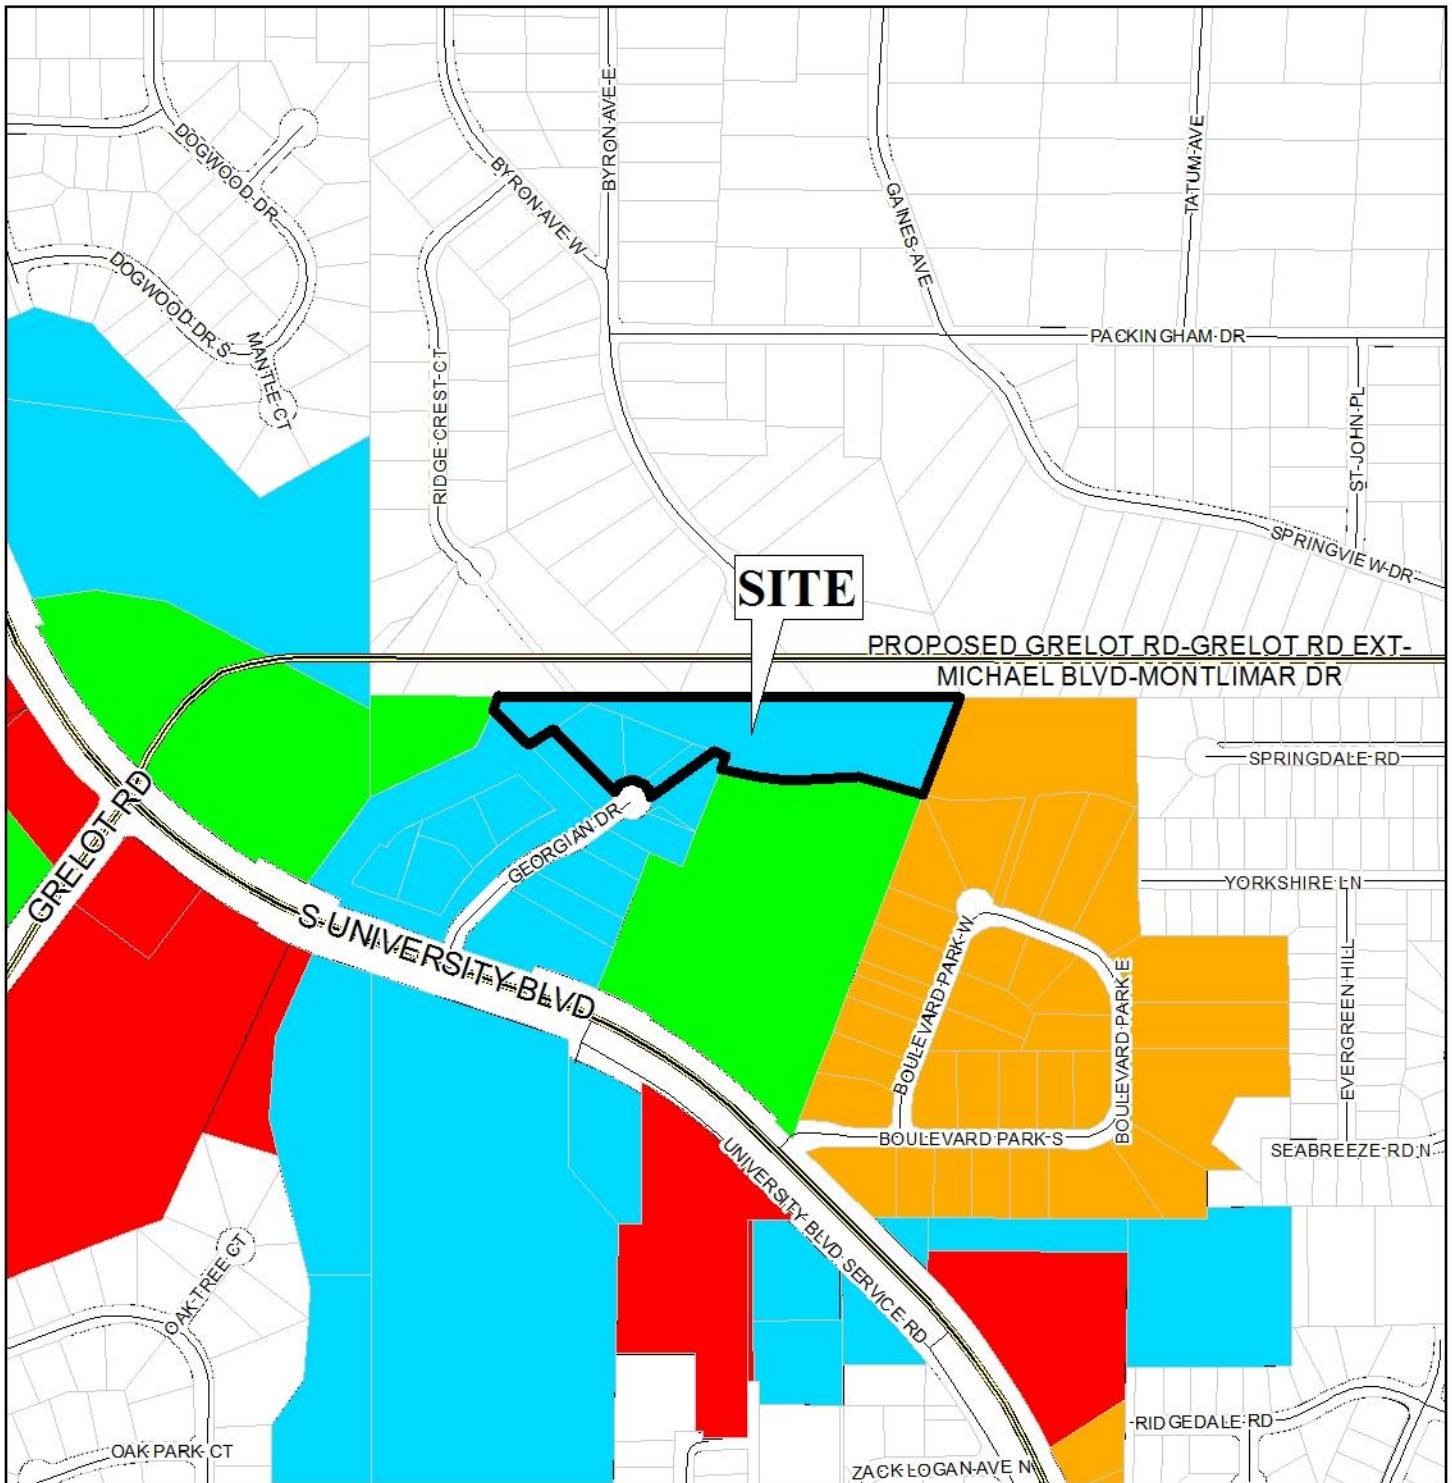 DOGWOOD DR
BYRON AVE E
BYRON AVE W
GAINES AVE
TATUM AVE
DOGWOOD DR S
MANTLE CT
RIDGE CREST CT
PACKINGHAM DR
ST JOHN PL
SPRINGVIEW DR
SITE
PROPOSED GRELOT RD-GRELOT RD EXT-
MICHAEL BLVD-MONTLIMAR DR
SPRINGDALE RD
GRELOT RD
GEORGIAN DR
YORKSHIRE LN
S UNIVERSITY BLVD
BOULEVARD PARK W
BOULEVARD PARK E
EVERGREEN HILL
BOULEVARD PARK S
SEABREEZE RD N
UNIVERSITY BLVD SERVICE RD
OAK TREE CT
RIDGEDALE RD
OAK PARK CT
ZACK LOGAN AVE N